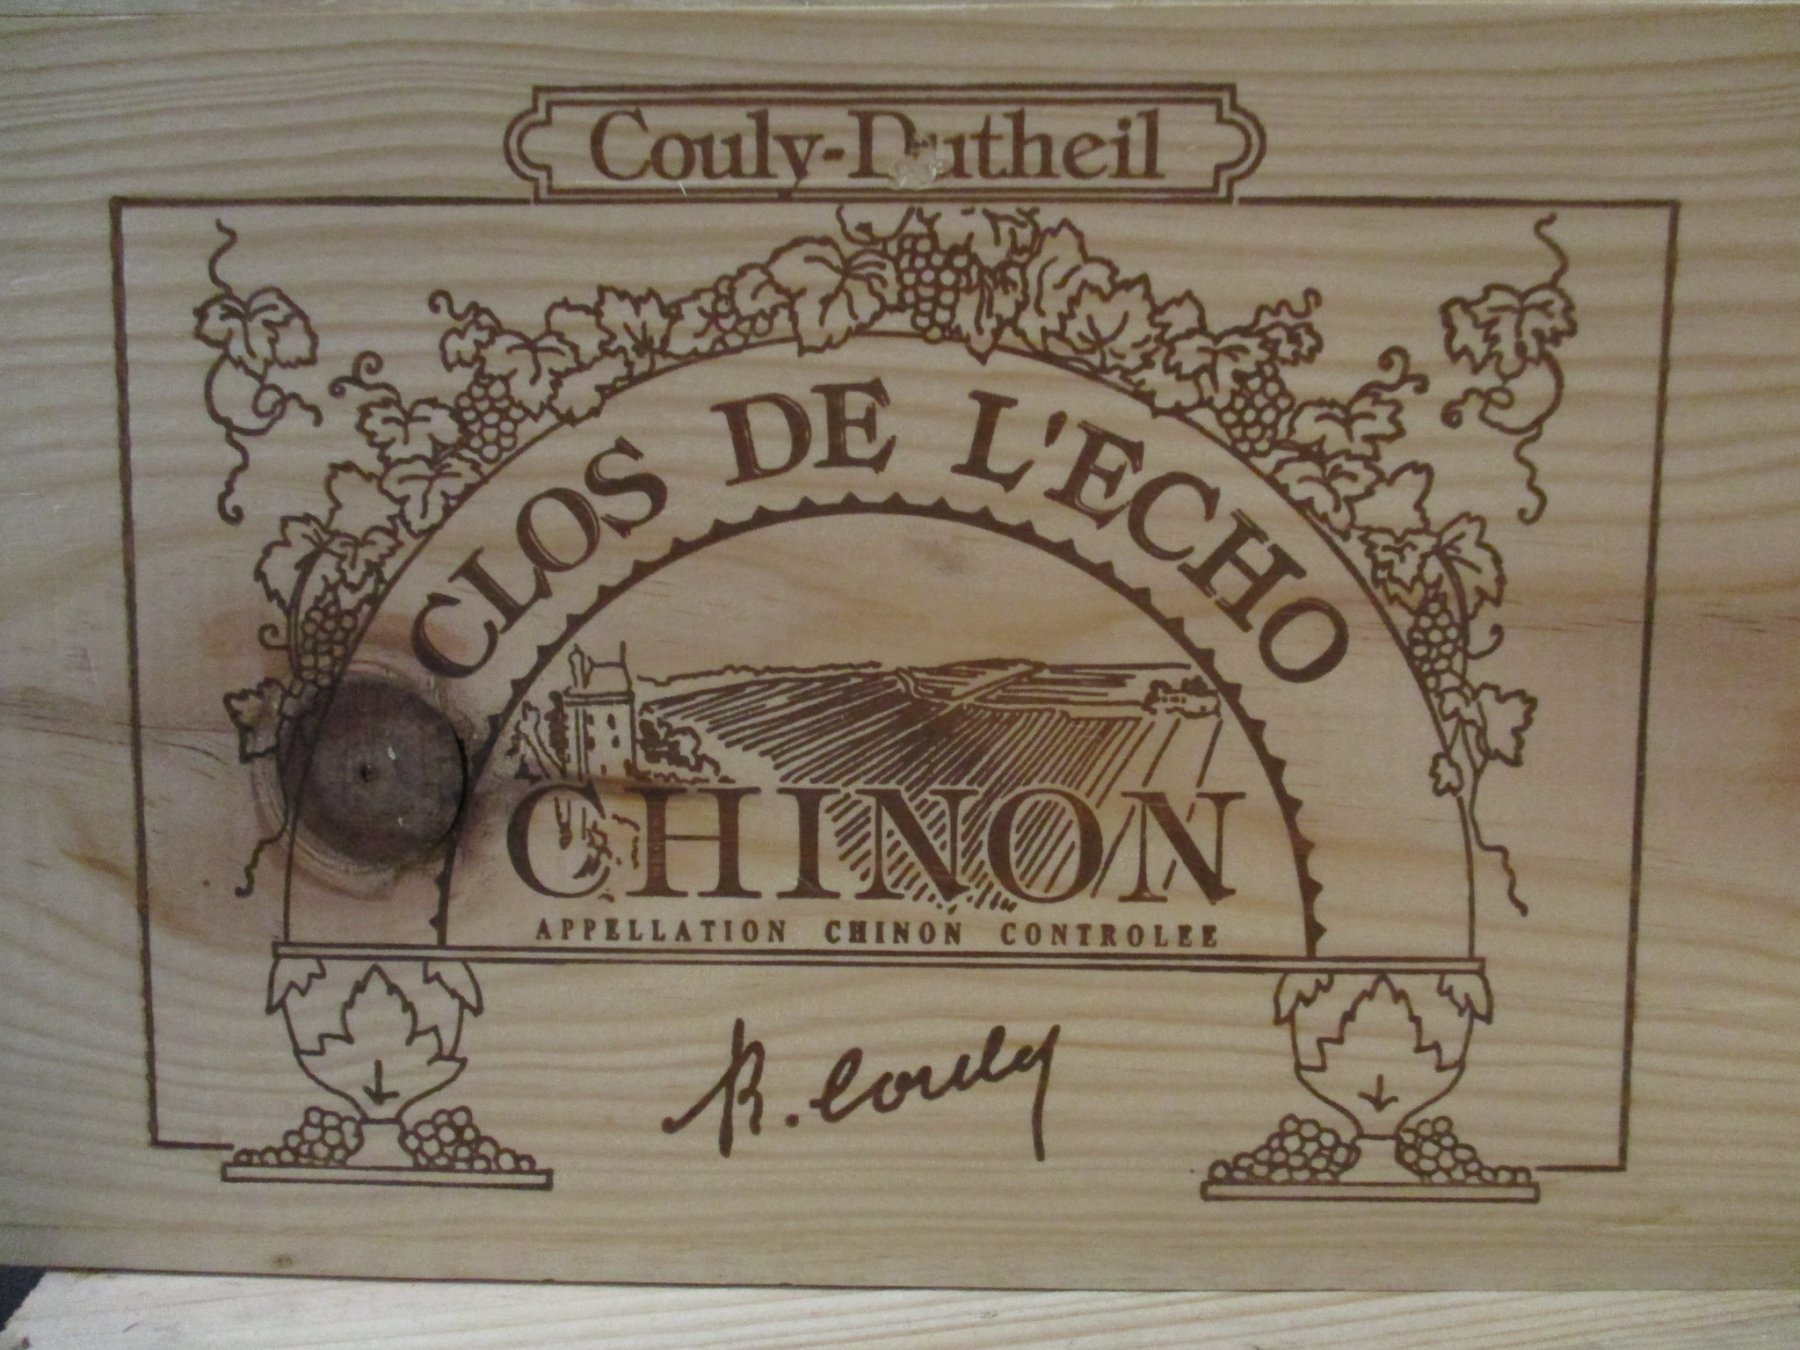 Couly-Dutheil
CLOS DE L'ECHO
CHINON
APPELLATION CHINON CONTROLEE
R. Couly